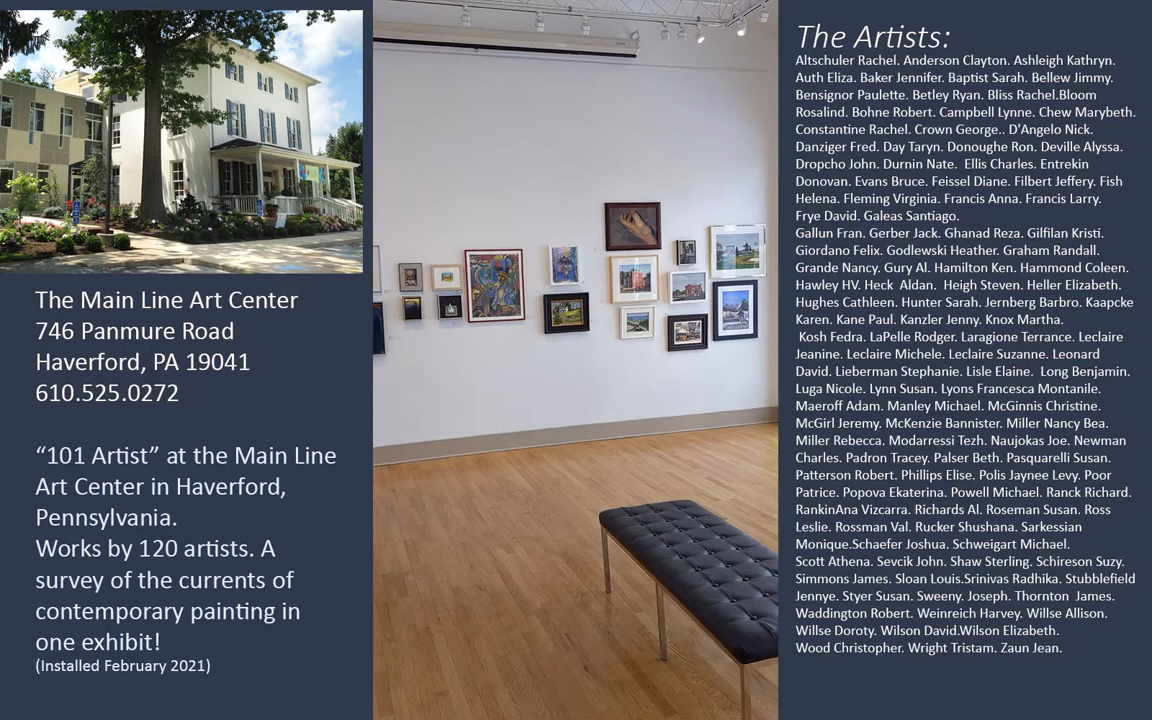 The Main Line Art Center
746 Panmure Road
Haverford, PA 19041
610.525.0272
“101 Artist” at the Main Line
Art Center in Haverford,
Pennsylvania.
Works by 120 artists. A
survey of the currents of
contemporary painting in
one exhibit!
(Installed February 2021)
The Artists:
Altschuler Rachel. Anderson Clayton. Ashleigh Kathryn.
Auth Eliza. Baker Jennifer. Baptist Sarah. Bellew Jimmy.
Bensignor Paulette. Betley Ryan. Bliss Rachel.Bloom
Rosalind. Bohne Robert. Campbell Lynne. Chew Marybeth.
Constantine Rachel. Crown George.. D'Angelo Nick.
Danziger Fred. Day Taryn. Donoughe Ron. Deville Alyssa.
Dropcho John. Durnin Nate.  Ellis Charles. Entrekin
Donovan. Evans Bruce. Feissel Diane. Filbert Jeffery. Fish
Helena. Fleming Virginia. Francis Anna. Francis Larry.
Frye David. Galeas Santiago.
Gallun Fran. Gerber Jack. Ghanad Reza. Gilfilan Kristi.
Giordano Felix. Godlewski Heather. Graham Randall.
Grande Nancy. Gury Al. Hamilton Ken. Hammond Coleen.
Hawley HV. Heck  Aldan.  Heigh Steven. Heller Elizabeth.
Hughes Cathleen. Hunter Sarah. Jernberg Barbro. Kaapcke
Karen. Kane Paul. Kanzler Jenny. Knox Martha.
Kosh Fedra. LaPelle Rodger. Laragione Terrance. Leclaire
Jeanine. Leclaire Michele. Leclaire Suzanne. Leonard
David. Lieberman Stephanie. Lisle Elaine.  Long Benjamin.
Luga Nicole. Lynn Susan. Lyons Francesca Montanile.
Maeroff Adam. Manley Michael. McGinnis Christine.
McGirl Jeremy. McKenzie Bannister. Miller Nancy Bea.
Miller Rebecca. Modarressi Tezh. Naujokas Joe. Newman
Charles. Padron Tracey. Palser Beth. Pasquarelli Susan.
Patterson Robert. Phillips Elise. Polis Jaynee Levy. Poor
Patrice. Popova Ekaterina. Powell Michael. Ranck Richard.
RankinAna Vizcarra. Richards Al. Roseman Susan. Ross
Leslie. Rossman Val. Rucker Shushana. Sarkessian
Monique.Schaefer Joshua. Schweigart Michael.
Scott Athena. Sevcik John. Shaw Sterling. Schireson Suzy.
Simmons James. Sloan Louis.Srinivas Radhika. Stubblefield
Jennye. Styer Susan. Sweeny. Joseph. Thornton  James.
Waddington Robert. Weinreich Harvey. Willse Allison.
Willse Doroty. Wilson David.Wilson Elizabeth.
Wood Christopher. Wright Tristam. Zaun Jean.